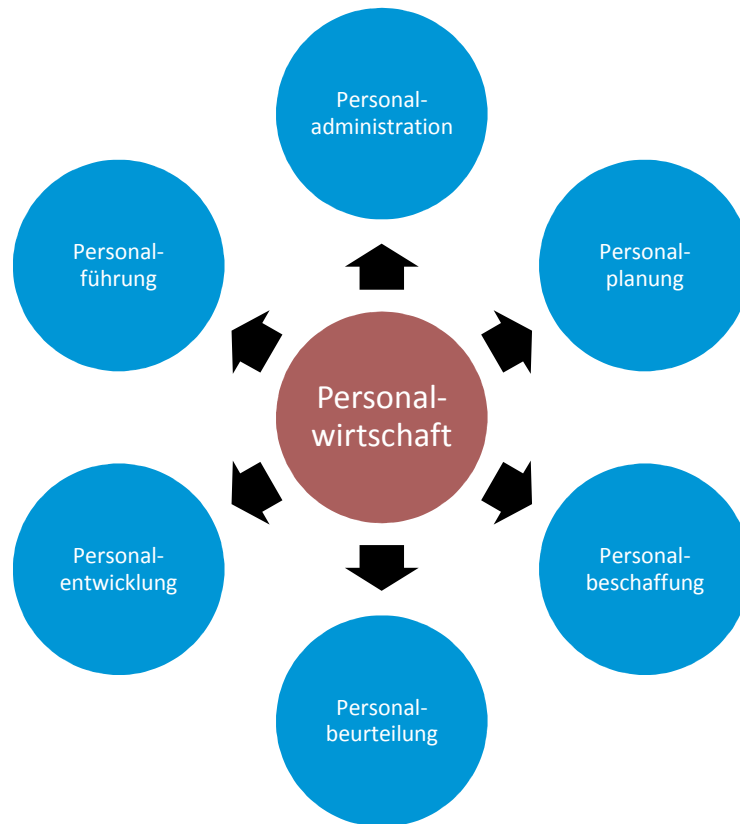 Personal-
administration
Personal-
führung
Personal-
planung
Personal-
wirtschaft
Personal-
entwicklung
Personal-
beschaffung
Personal-
beurteilung